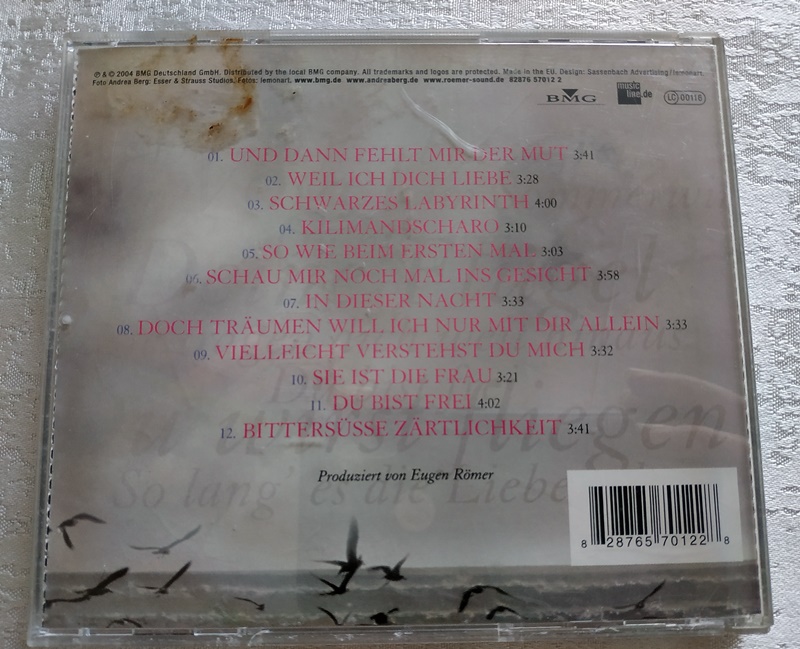 ℗ & © 2004 BMG Deutschland GmbH. Distributed by the local BMG company. All trademarks and logos are protected. Made in the EU. Design: Sassenbach Advertising/lemonart.
Foto Andrea Berg: Esser & Strauss Studios, Fotos: lemonart. www.bmg.de www.andreaberg.de www.roemer-sound.de 82876 57012 2
BMG
music line.de
LC 00116
01. UND DANN FEHLT MIR DER MUT 3:41
02. WEIL ICH DICH LIEBE 3:28
03. SCHWARZES LABYRINTH 4:00
04. KILIMANDSCHARO 3:10
05. SO WIE BEIM ERSTEN MAL 3:03
06. SCHAU MIR NOCH MAL INS GESICHT 3:58
07. IN DIESER NACHT 3:33
08. DOCH TRÄUMEN WILL ICH NUR MIT DIR ALLEIN 3:33
09. VIELLEICHT VERSTEHST DU MICH 3:32
10. SIE IST DIE FRAU 3:21
11. DU BIST FREI 4:02
12. BITTERSÜSSE ZÄRTLICHKEIT 3:41
fliegen
So lang' es die Liebe
Produziert von Eugen Römer
8 28765 70122 8